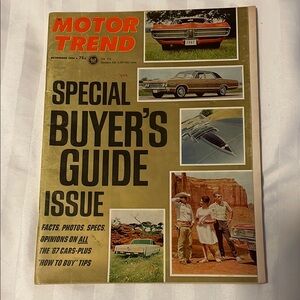 MOTOR
TREND
75¢
SPECIAL
BUYER'S
GUIDE
ISSUE
FACTS, PHOTOS, SPECS,
OPINIONS ON ALL
THE '67 CARS-PLUS
'HOW TO BUY' TIPS